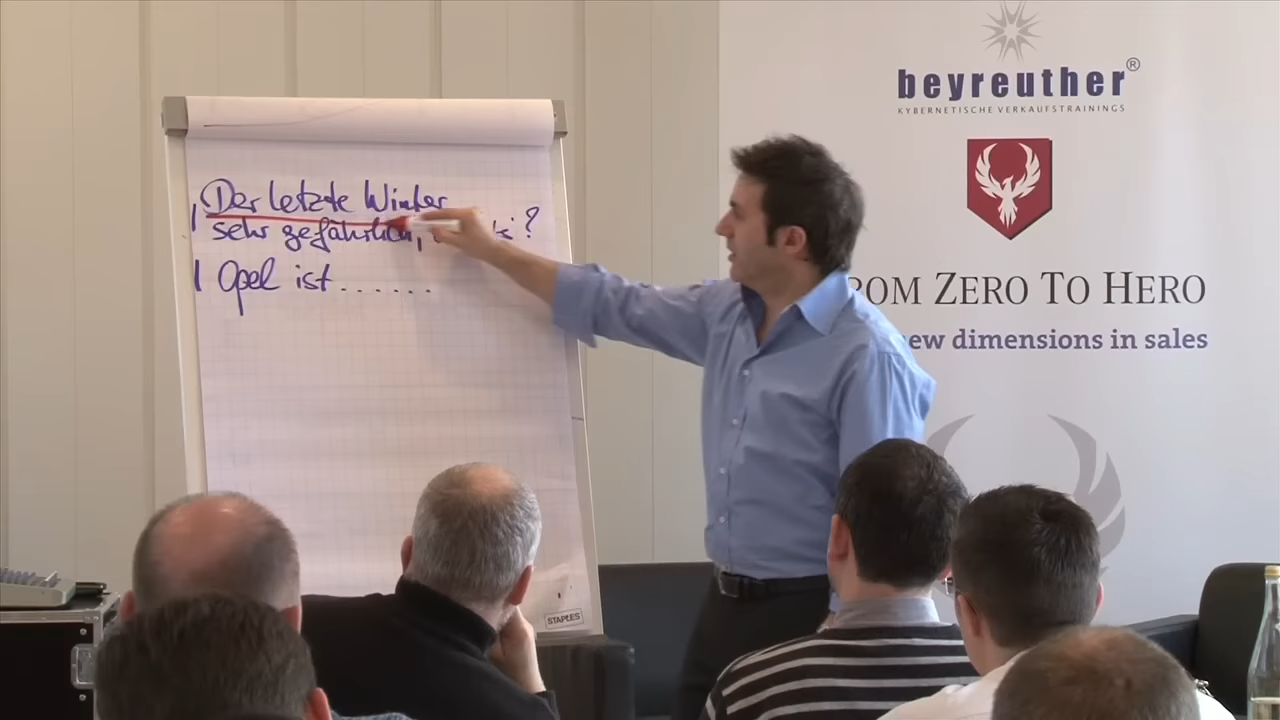 Der letzte Winter
sehr gefährlich, ?
Opel ist . . . . . .
STAPLES
beyreuther®
KYBERNETISCHE VERKAUFSTRAININGS
ROM ZERO TO HERO
ew dimensions in sales